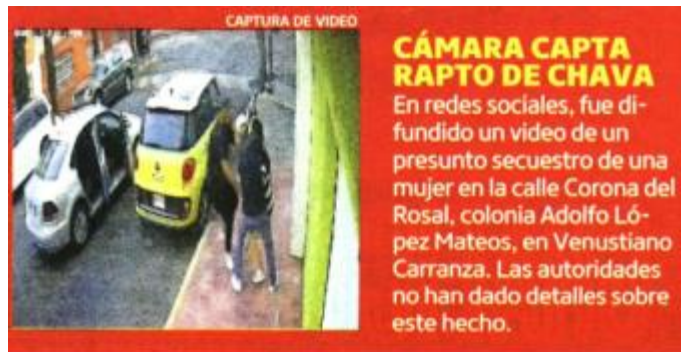 CAPTURA DE VIDEO
CÁMARA CAPTA
RAPTO DE CHAVA
En redes sociales, fue di-
fundido un video de un
presunto secuestro de una
mujer en la calle Corona del
Rosal, colonia Adolfo Ló-
pez Mateos, en Venustiano
Carranza. Las autoridades
no han dado detalles sobre
este hecho.